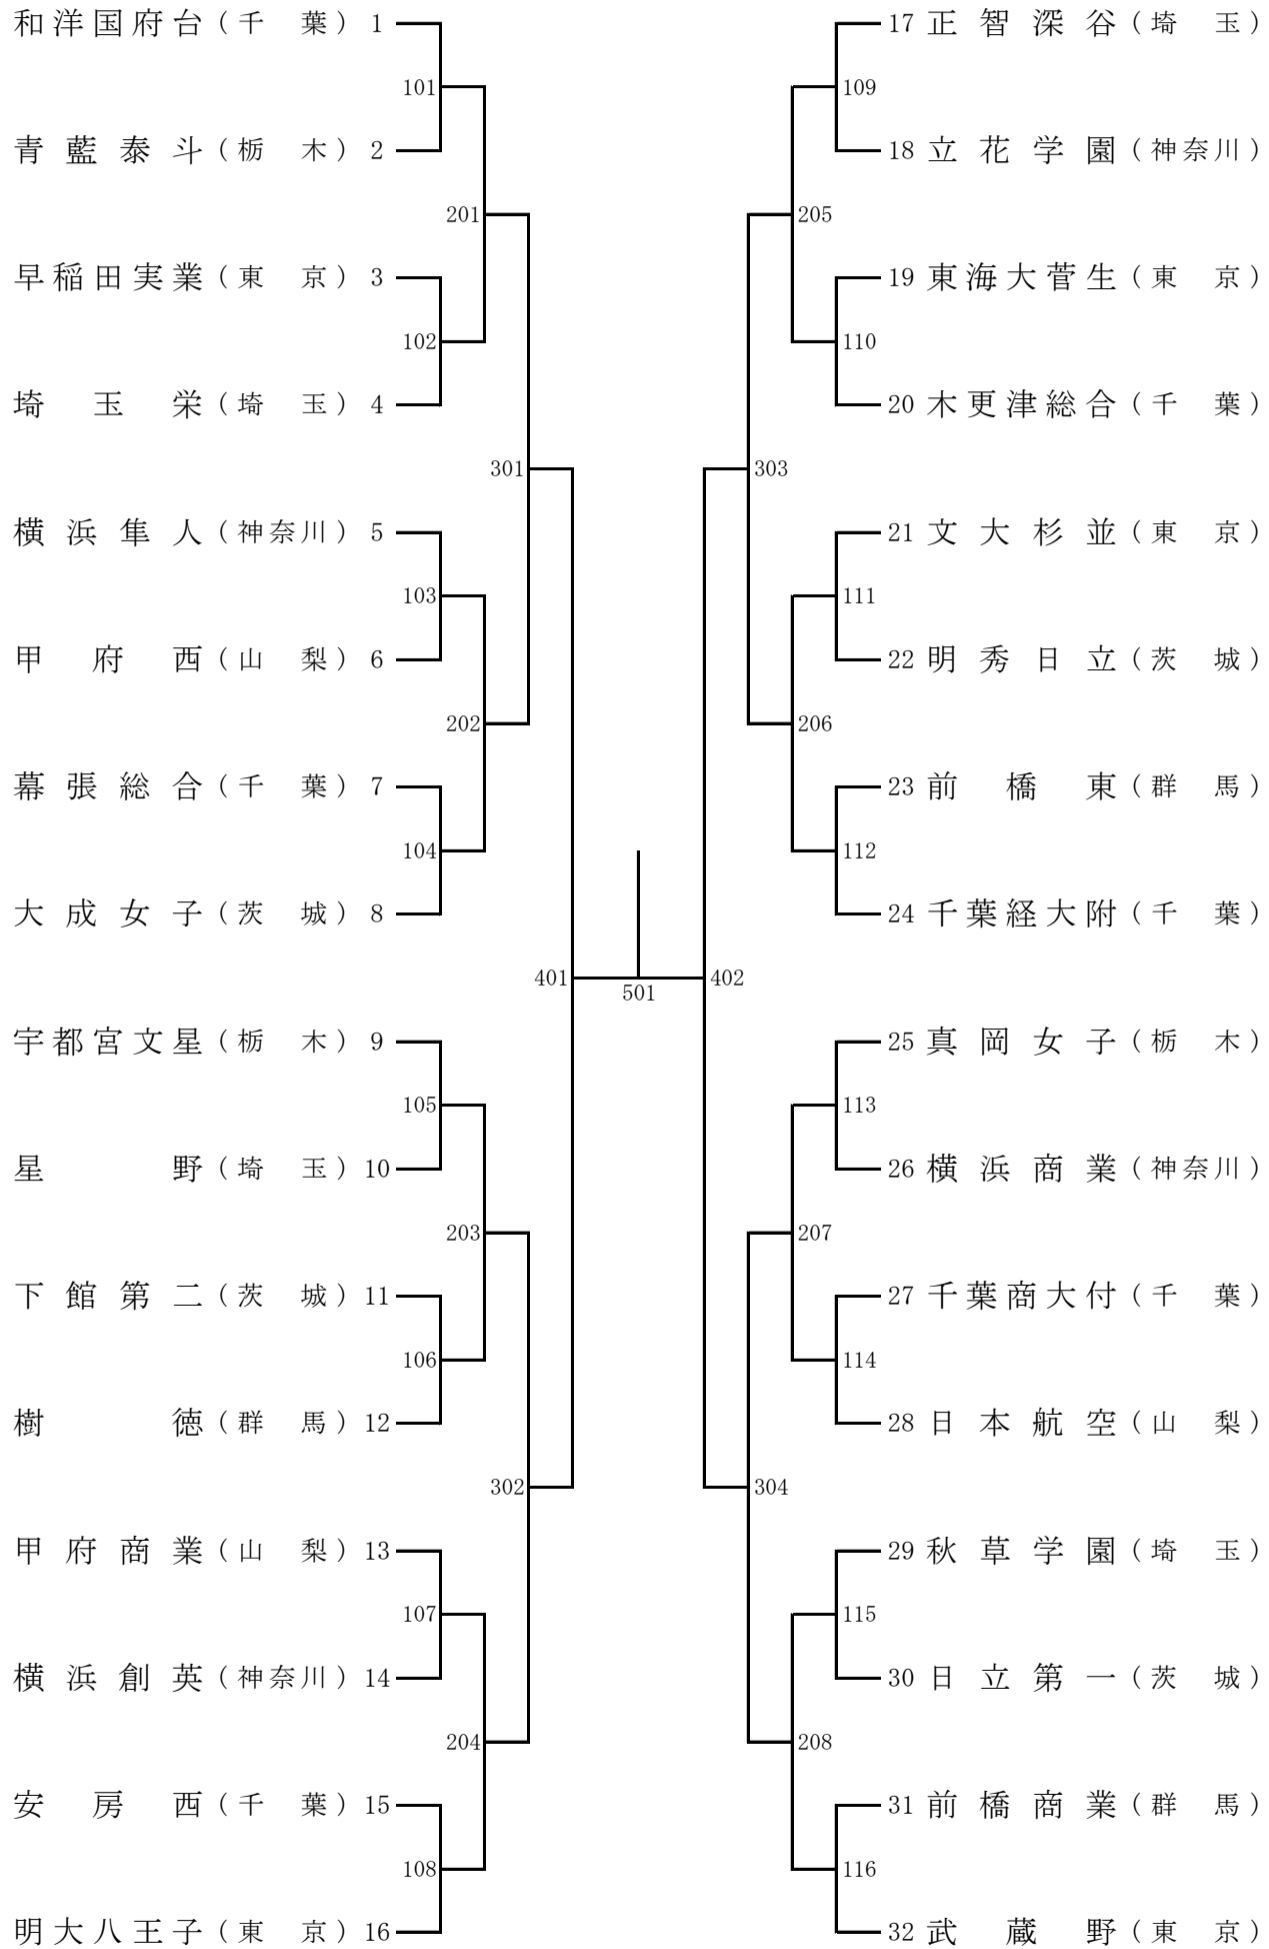 和洋国府台（千葉）1
101
青藍泰斗（栃木）2
201
早稲田実業（東京）3
102
埼玉栄（埼玉）4
301
横浜隼人（神奈川）5
103
甲府西（山梨）6
202
幕張総合（千葉）7
104
大成女子（茨城）8
401
宇都宮文星（栃木）9
105
星野（埼玉）10
203
下館第二（茨城）11
106
樹徳（群馬）12
302
甲府商業（山梨）13
107
横浜創英（神奈川）14
204
安房西（千葉）15
108
明大八王子（東京）16
501
17 正智深谷（埼玉）
109
18 立花学園（神奈川）
205
19 東海大菅生（東京）
110
20 木更津総合（千葉）
303
21 文大杉並（東京）
111
22 明秀日立（茨城）
206
23 前橋東（群馬）
112
24 千葉経大附（千葉）
402
25 真岡女子（栃木）
113
26 横浜商業（神奈川）
207
27 千葉商大付（千葉）
114
28 日本航空（山梨）
304
29 秋草学園（埼玉）
115
30 日立第一（茨城）
208
31 前橋商業（群馬）
116
32 武蔵野（東京）